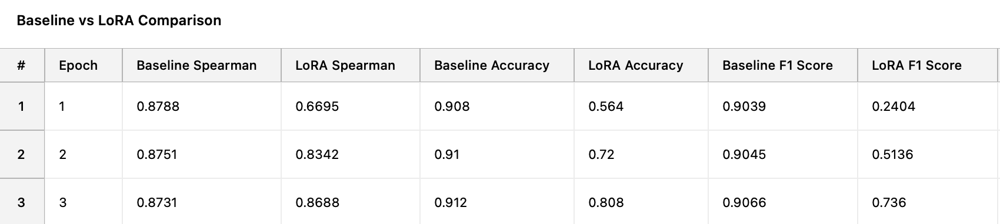 Baseline vs LoRA Comparison
# Epoch Baseline Spearman LoRA Spearman Baseline Accuracy LoRA Accuracy Baseline F1 Score LoRA F1 Score
1 1 0.8788 0.6695 0.908 0.564 0.9039 0.2404
2 2 0.8751 0.8342 0.91 0.72 0.9045 0.5136
3 3 0.8731 0.8688 0.912 0.808 0.9066 0.736